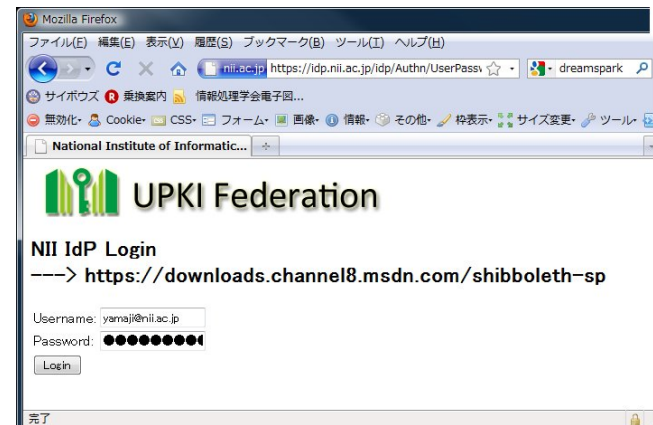 Mozilla Firefox
ファイル(F) 編集(E) 表示(V) 履歴(S) ブックマーク(B) ツール(T) ヘルプ(H)
nii.ac.jp https://idp.nii.ac.jp/idp/Authn/UserPassw dreamspark
サイボウズ 乗換案内 情報処理学会電子図...
無効化 Cookie CSS フォーム 画像 情報 その他 枠表示 サイズ変更 ツール
National Institute of Informatic...
UPKI Federation
NII IdP Login
---> https://downloads.channel8.msdn.com/shibboleth-sp
Username: yamaji@nii.ac.jp
Password:
Login
完了